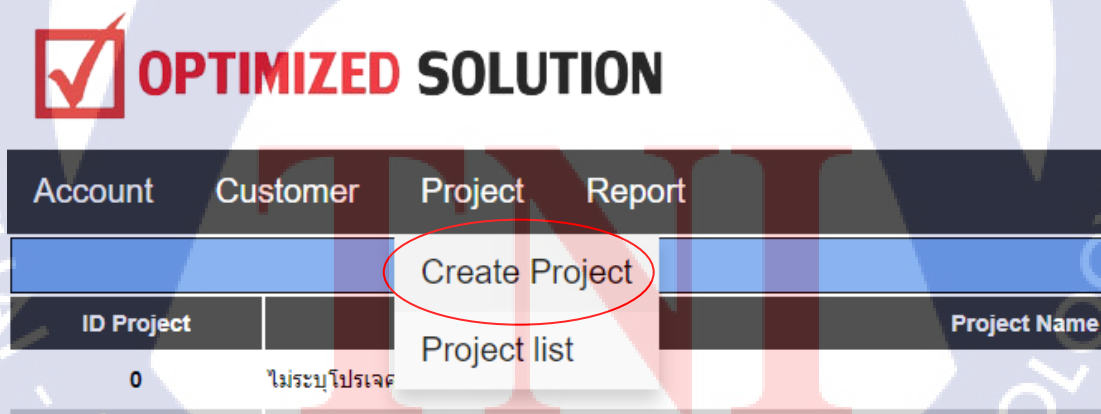 OPTIMIZED SOLUTION
Account Customer Project Report
Create Project
ID Project Project Name
Project list
0 ไม่ระบุโปรเจค
TNI